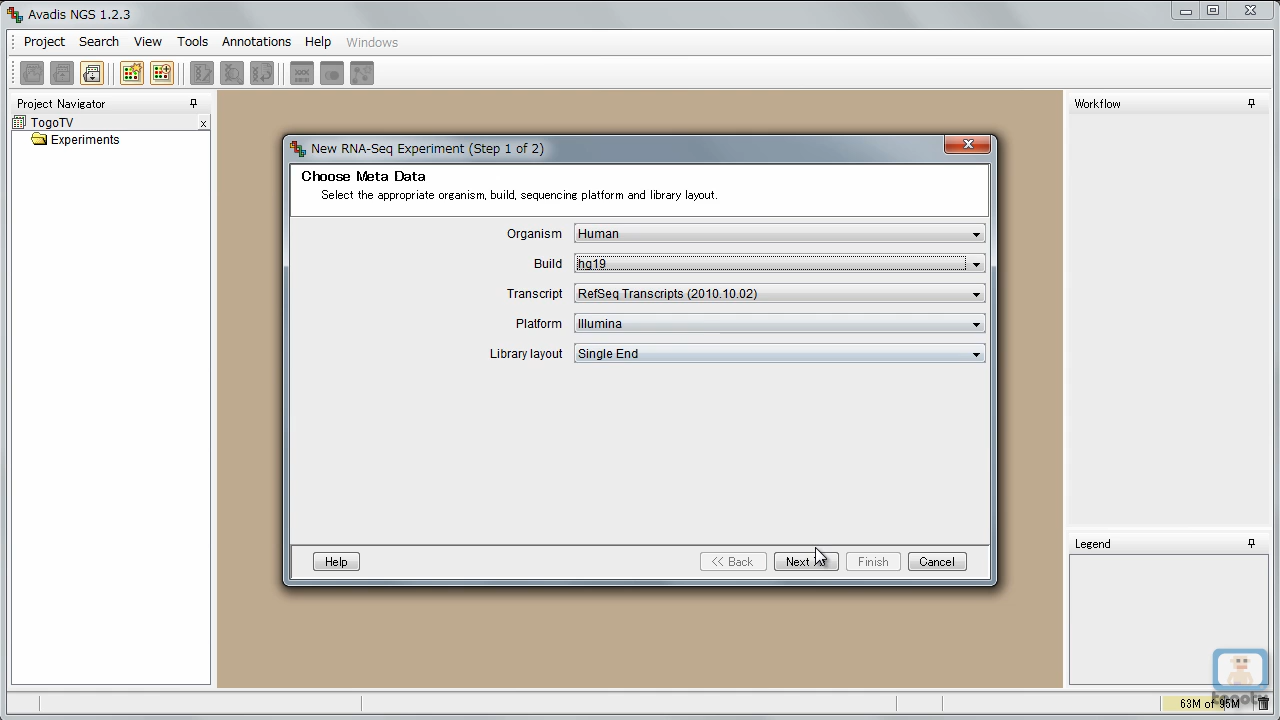 Avadis NGS 1.2.3
Project Search View Tools Annotations Help Windows
Project Navigator
TogoTV x
Experiments
Workflow
New RNA-Seq Experiment (Step 1 of 2)
Choose Meta Data
Select the appropriate organism, build, sequencing platform and library layout.
Organism Human
Build hg19
Transcript RefSeq Transcripts (2010.10.02)
Platform Illumina
Library layout Single End
Help << Back Next Finish Cancel
Legend
63M of 95M